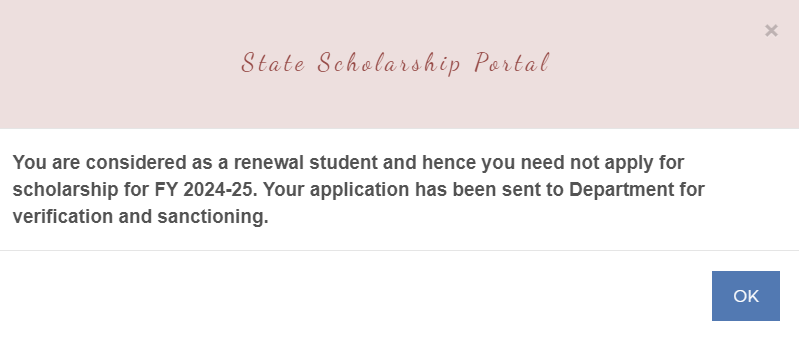 ×
State Scholarship Portal
You are considered as a renewal student and hence you need not apply for
scholarship for FY 2024-25. Your application has been sent to Department for
verification and sanctioning.
OK